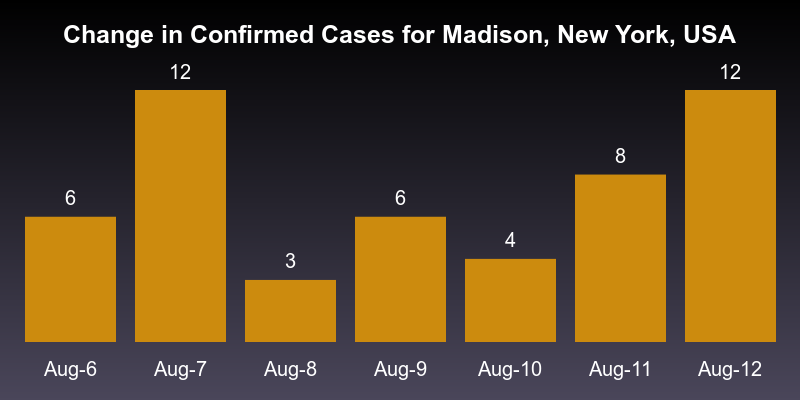 Change in Confirmed Cases for Madison, New York, USA
6
12
3
6
4
8
12
Aug-6
Aug-7
Aug-8
Aug-9
Aug-10
Aug-11
Aug-12